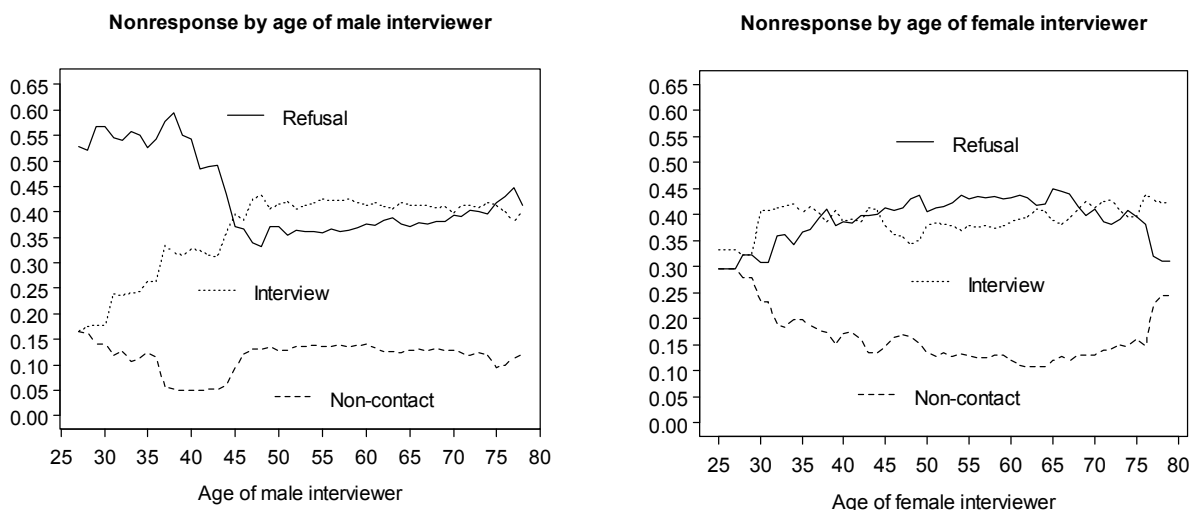 Nonresponse by age of male interviewer
0.65
0.60
0.55
0.50
0.45
0.40
0.35
0.30
0.25
0.20
0.15
0.10
0.05
0.00
Refusal
Interview
Non-contact
25 30 35 40 45 50 55 60 65 70 75 80
Age of male interviewer
Nonresponse by age of female interviewer
0.65
0.60
0.55
0.50
0.45
0.40
0.35
0.30
0.25
0.20
0.15
0.10
0.05
0.00
Refusal
Interview
Non-contact
25 30 35 40 45 50 55 60 65 70 75 80
Age of female interviewer